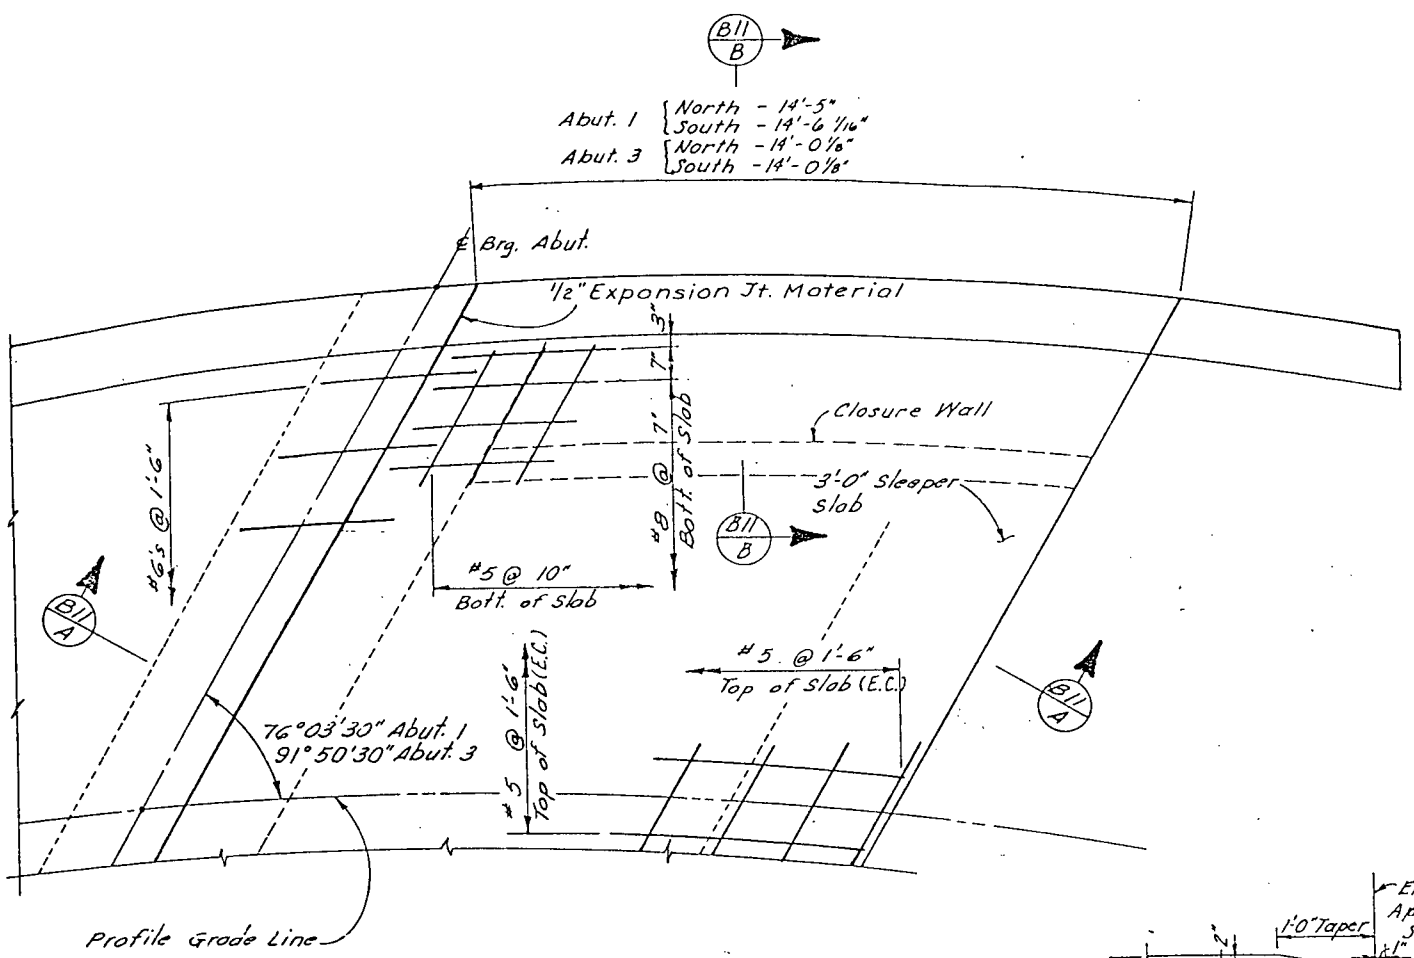 B11
B
Abut. 1 { North - 14'-5"
South - 14'-6 1/16"
Abut. 3 [ North - 14'-0 1/8"
South - 14'-0 1/8"
℄ Brg. Abut.
1/2" Expansion Jt. Material
3"
7"
#8 @ 7"
Bott. of Slab
Closure Wall
3'-0" Sleeper
Slab
#6's @ 1'-6"
B11
B
#5 @ 10"
Bott. of Slab
B11
A
#5 @ 1'-6"
Top of Slab (E.C.)
#5 @ 1'-6"
Top of Slab (E.C.)
B11
A
76°03'30" Abut. 1
91°50'30" Abut. 3
Profile Grade Line
1'-0" Taper
2"
1"